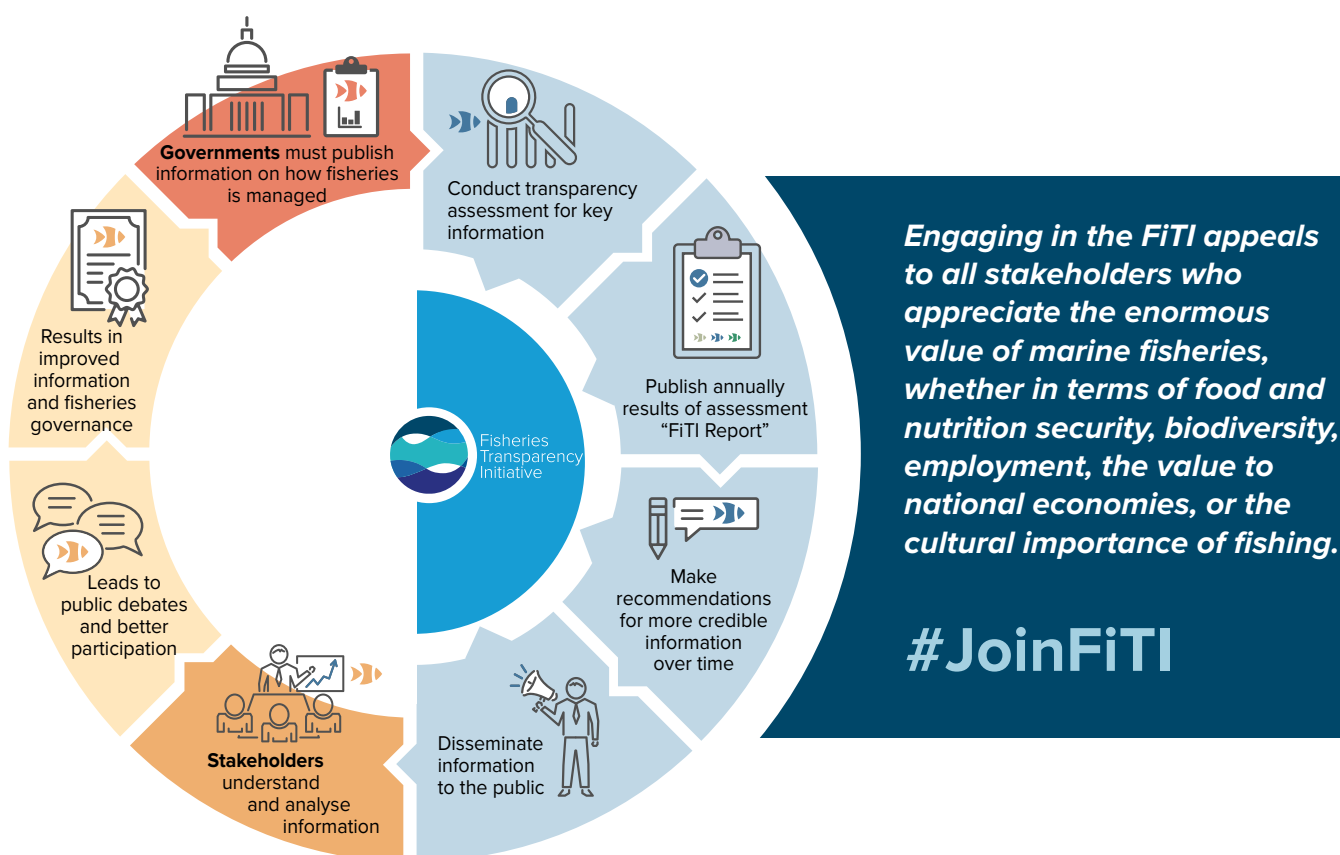 Governments must publish
information on how fisheries
is managed
Conduct transparency
assessment for key
information
Publish annually
results of assessment
“FiTI Report”
Make
recommendations
for more credible
information
over time
Disseminate
information
to the public
Stakeholders
understand
and analyse
information
Leads to
public debates
and better
participation
Results in
improved
information
and fisheries
governance
Fisheries
Transparency
Initiative
Engaging in the FiTI appeals
to all stakeholders who
appreciate the enormous
value of marine fisheries,
whether in terms of food and
nutrition security, biodiversity,
employment, the value to
national economies, or the
cultural importance of fishing.
#JoinFiTI